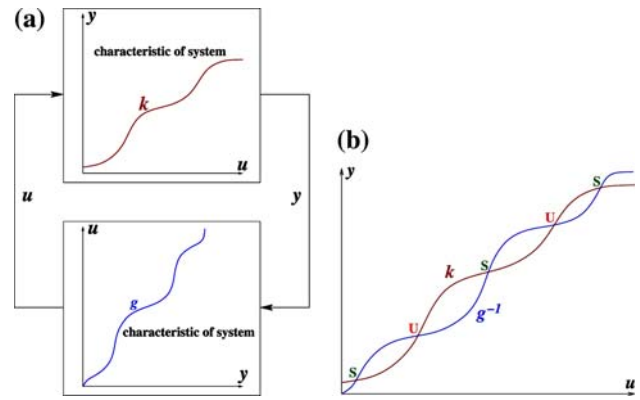 (a)
y
characteristic of system
k
u
u
y
u
g
characteristic of system
y
(b)
y
S
U
k
S
g⁻¹
U
S
u